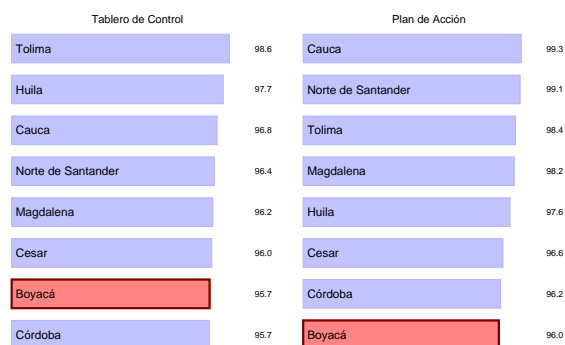 Tablero de Control
Tolima 98.6
Huila 97.7
Cauca 96.8
Norte de Santander 96.4
Magdalena 96.2
Cesar 96.0
Boyacá 95.7
Córdoba 95.7
Plan de Acción
Cauca 99.3
Norte de Santander 99.1
Tolima 98.4
Magdalena 98.2
Huila 97.6
Cesar 96.6
Córdoba 96.2
Boyacá 96.0